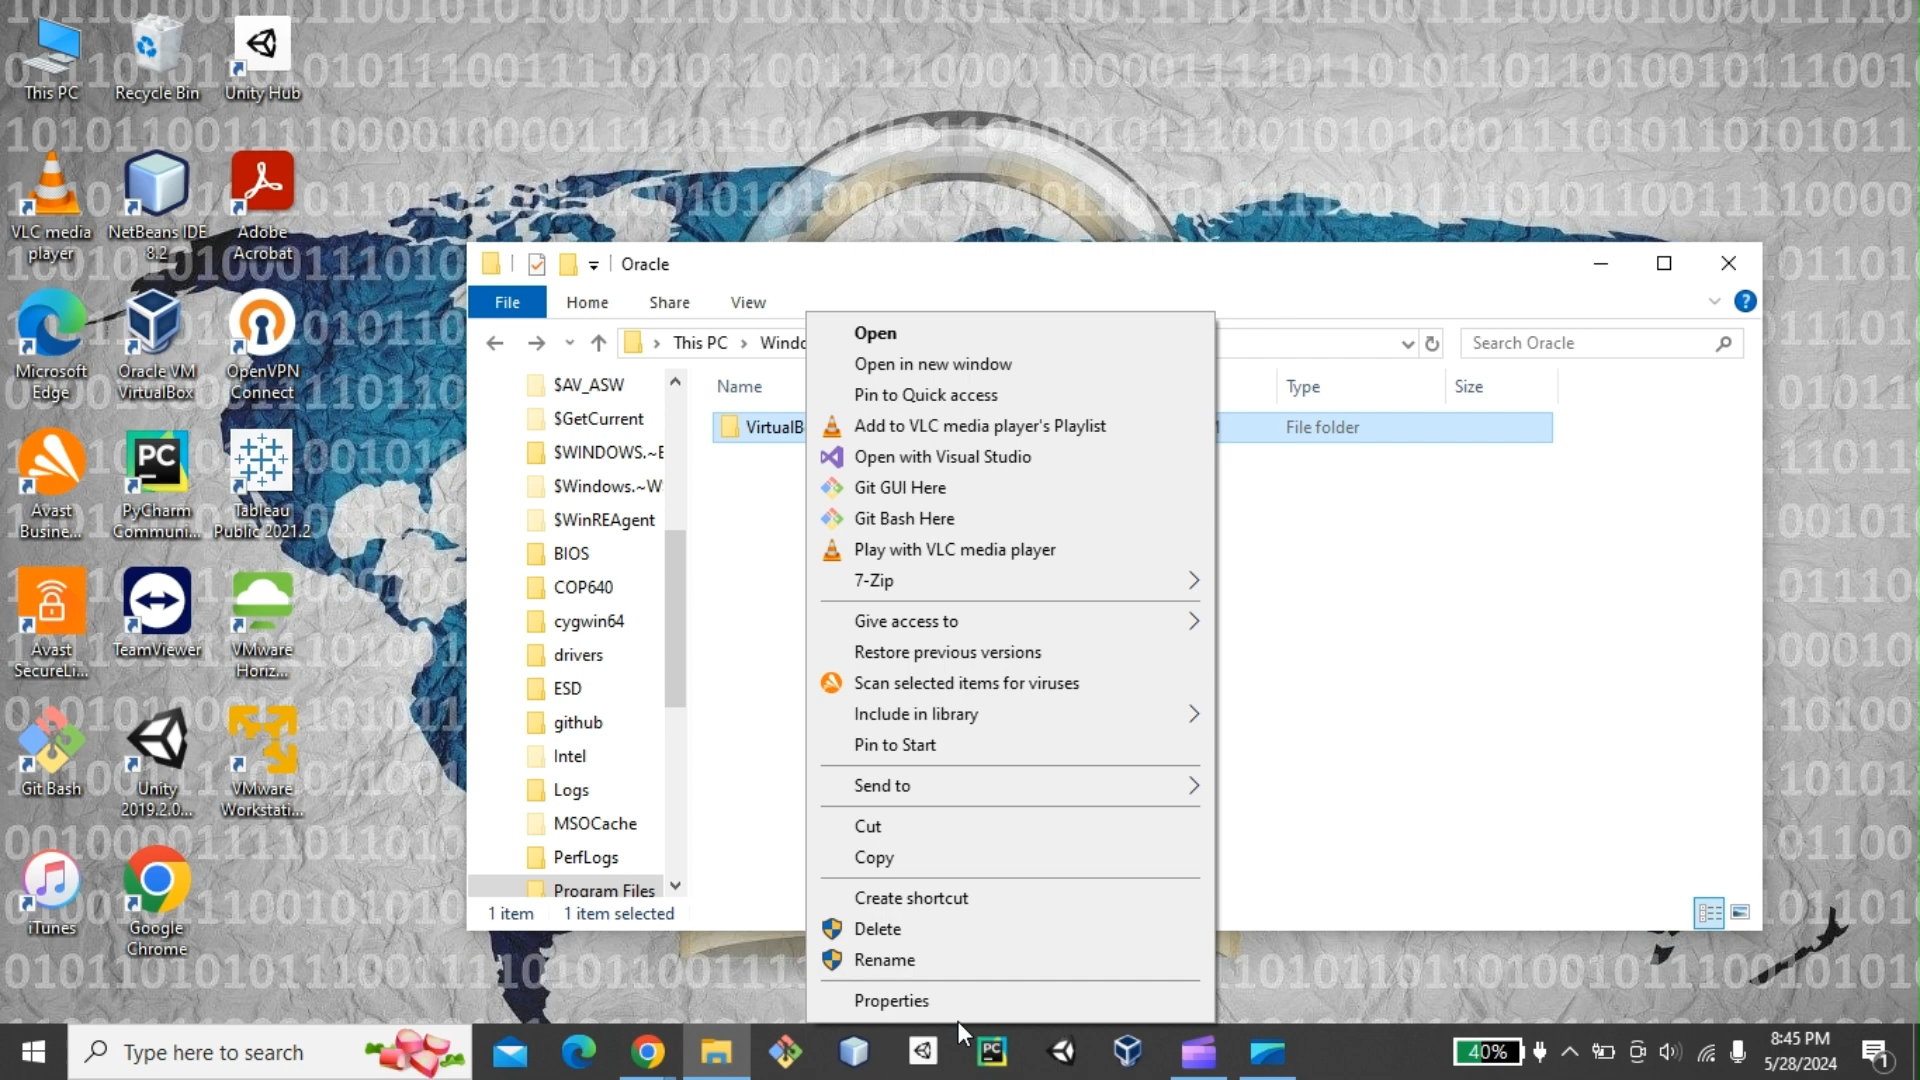 This PC
Recycle Bin
Unity Hub
VLC media
player
NetBeans IDE
8.2
Adobe
Acrobat
Microsoft
Edge
Oracle VM
VirtualBox
OpenVPN
Connect
Avast
Busine...
PyCharm
Communi...
Tableau
Public 2021.2
Avast
SecureLi...
TeamViewer
VMware
Horiz...
Git Bash
Unity
2019.2.0...
VMware
Workstati...
iTunes
Google
Chrome
Oracle
File
Home
Share
View
This PC
Windo
Search Oracle
$AV_ASW
$GetCurrent
$WINDOWS.~E
$Windows.~W
$WinREAgent
BIOS
COP640
cygwin64
drivers
ESD
github
Intel
Logs
MSOCache
PerfLogs
Program Files
Name
Type
Size
VirtualB
File folder
1 item
1 item selected
Open
Open in new window
Pin to Quick access
Add to VLC media player's Playlist
Open with Visual Studio
Git GUI Here
Git Bash Here
Play with VLC media player
7-Zip
Give access to
Restore previous versions
Scan selected items for viruses
Include in library
Pin to Start
Send to
Cut
Copy
Create shortcut
Delete
Rename
Properties
Type here to search
PC
40%
8:45 PM
5/28/2024
1